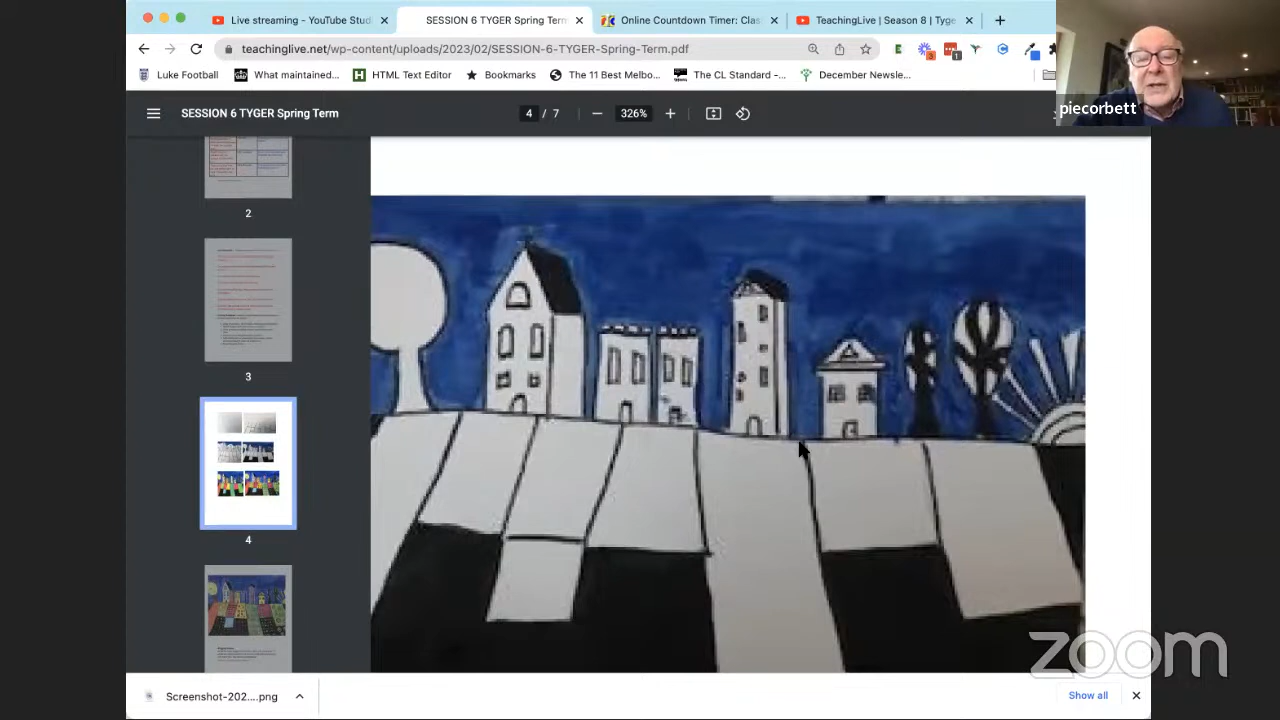 Live streaming - YouTube Stud
SESSION 6 TYGER Spring Term
Online Countdown Timer: Clas
TeachingLive | Season 8 | Tyge
teachinglive.net/wp-content/uploads/2023/02/SESSION-6-TYGER-Spring-Term.pdf
3
1
Luke Football
What maintained...
HTML Text Editor
Bookmarks
The 11 Best Melbo...
The CL Standard -...
December Newsle...
piecorbett
SESSION 6 TYGER Spring Term
4 / 7
326%
2
3
4
zoom
Screenshot-202....png
Show all